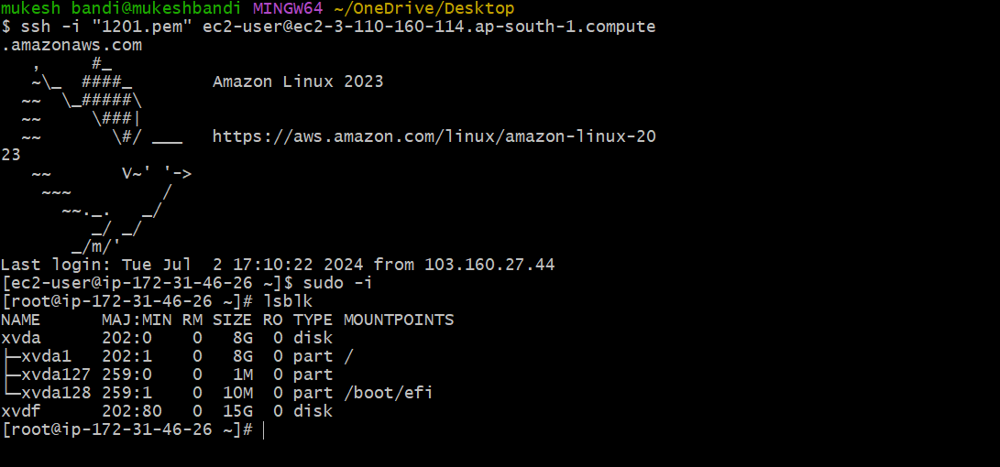 mukesh bandi@mukeshbandi MINGW64 ~/OneDrive/Desktop
$ ssh -i "1201.pem" ec2-user@ec2-3-110-160-114.ap-south-1.compute
.amazonaws.com
   ,     #_
   ~\_  ####_        Amazon Linux 2023
  ~~  \_#####\
  ~~     \###|
  ~~       \#/ ___   https://aws.amazon.com/linux/amazon-linux-20
23
   ~~       V~' '->
    ~~~         /
      ~~._.   _/
         _/ _/
       _/m/'
Last login: Tue Jul  2 17:10:22 2024 from 103.160.27.44
[ec2-user@ip-172-31-46-26 ~]$ sudo -i
[root@ip-172-31-46-26 ~]# lsblk
NAME      MAJ:MIN RM SIZE RO TYPE MOUNTPOINTS
xvda      202:0    0   8G  0 disk
├─xvda1   202:1    0   8G  0 part /
├─xvda127 259:0    0   1M  0 part
└─xvda128 259:1    0  10M  0 part /boot/efi
xvdf      202:80   0  15G  0 disk
[root@ip-172-31-46-26 ~]#